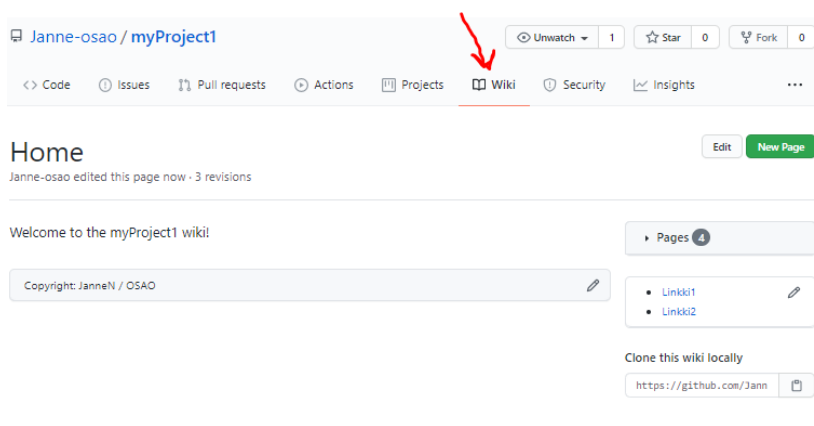 Janne-osao / myProject1
Unwatch 1 Star 0 Fork 0
Code Issues Pull requests Actions Projects Wiki Security Insights
Home
Edit New Page
Janne-osao edited this page now · 3 revisions
Welcome to the myProject1 wiki!
Pages 4
Copyright: JanneN / OSAO
Linkki1
Linkki2
Clone this wiki locally
https://github.com/Jann